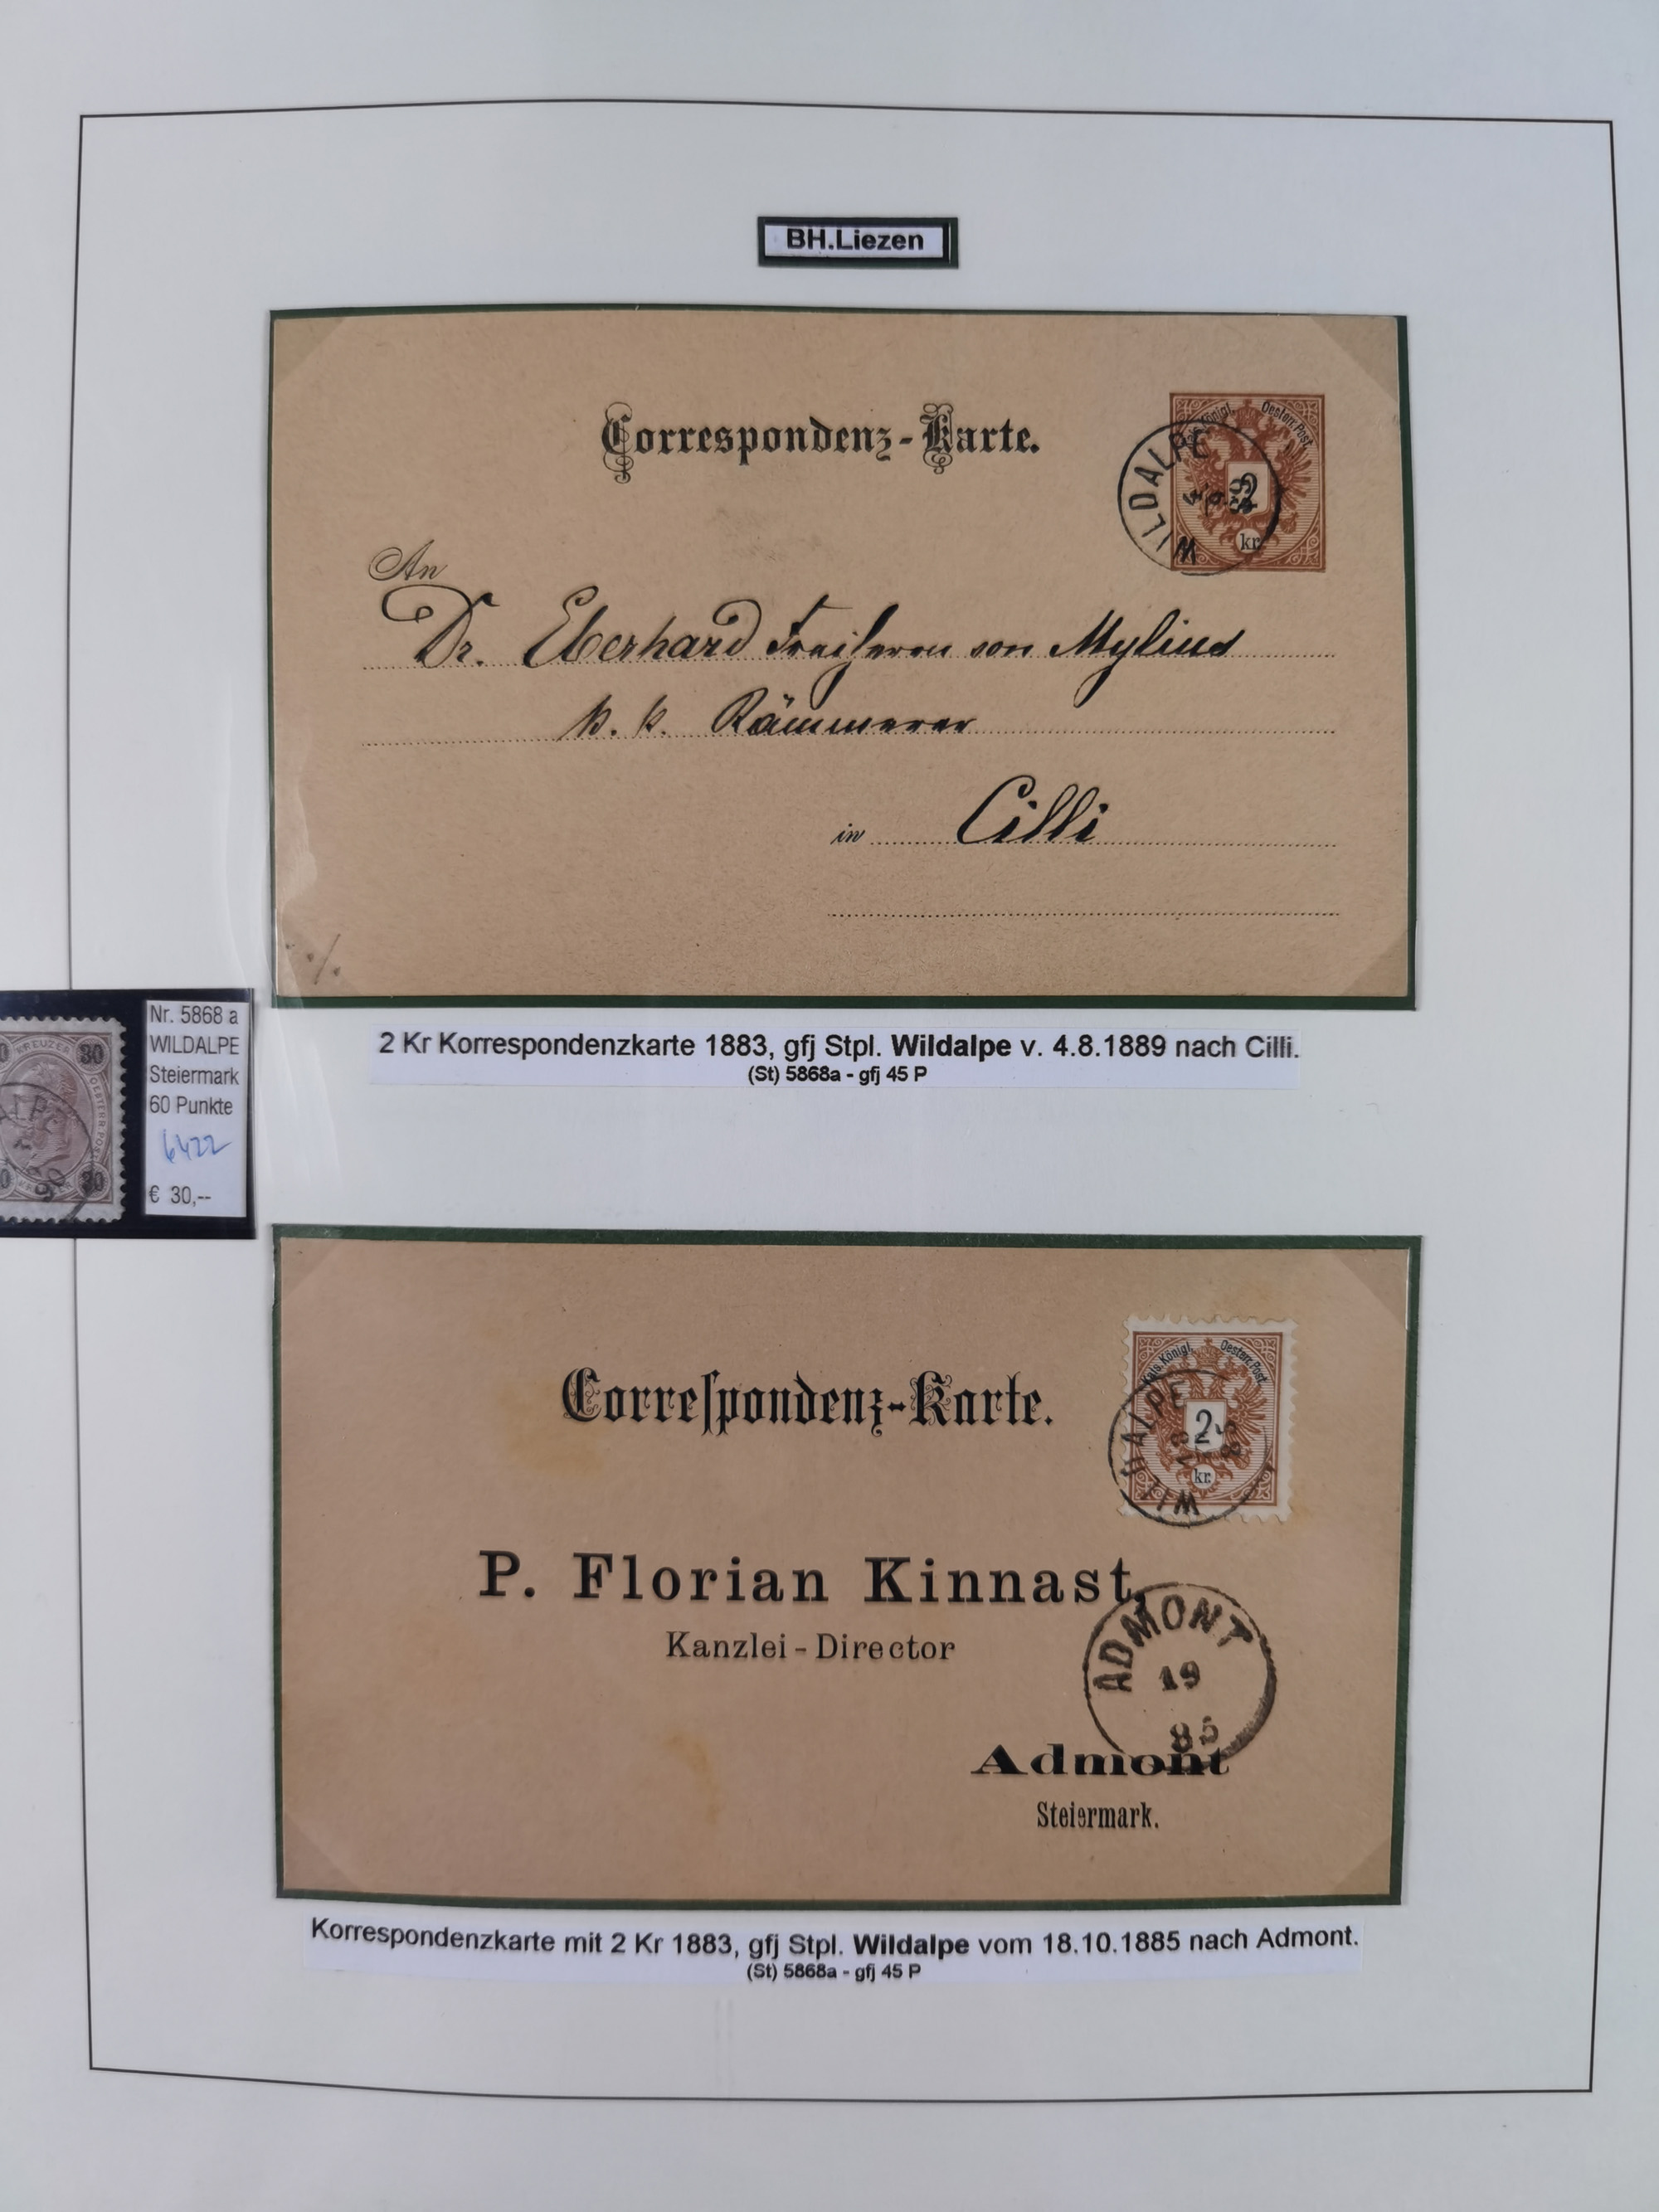 BH.Liezen
Correspondenz-Karte.
Kais. Königl. Oesterr. Post.
2
kr.
WILDALPE
An
Dr. Eberhard Freiherrn von Mylius
k. k. Kämmerer
in Cilli
2 Kr Korrespondenzkarte 1883, gfj Stpl. Wildalpe v. 4.8.1889 nach Cilli.
(St) 5868a - gfj 45 P
Nr. 5868 a
WILDALPE
Steiermark
60 Punkte
6422
€ 30,--
KREUZER 30
30
Correspondenz-Karte.
Kais. Königl. Oesterr. Post.
2
kr.
WILDALPE
P. Florian Kinnast,
Kanzlei-Director
ADMONT
19
85
Admont
Steiermark.
Korrespondenzkarte mit 2 Kr 1883, gfj Stpl. Wildalpe vom 18.10.1885 nach Admont.
(St) 5868a - gfj 45 P